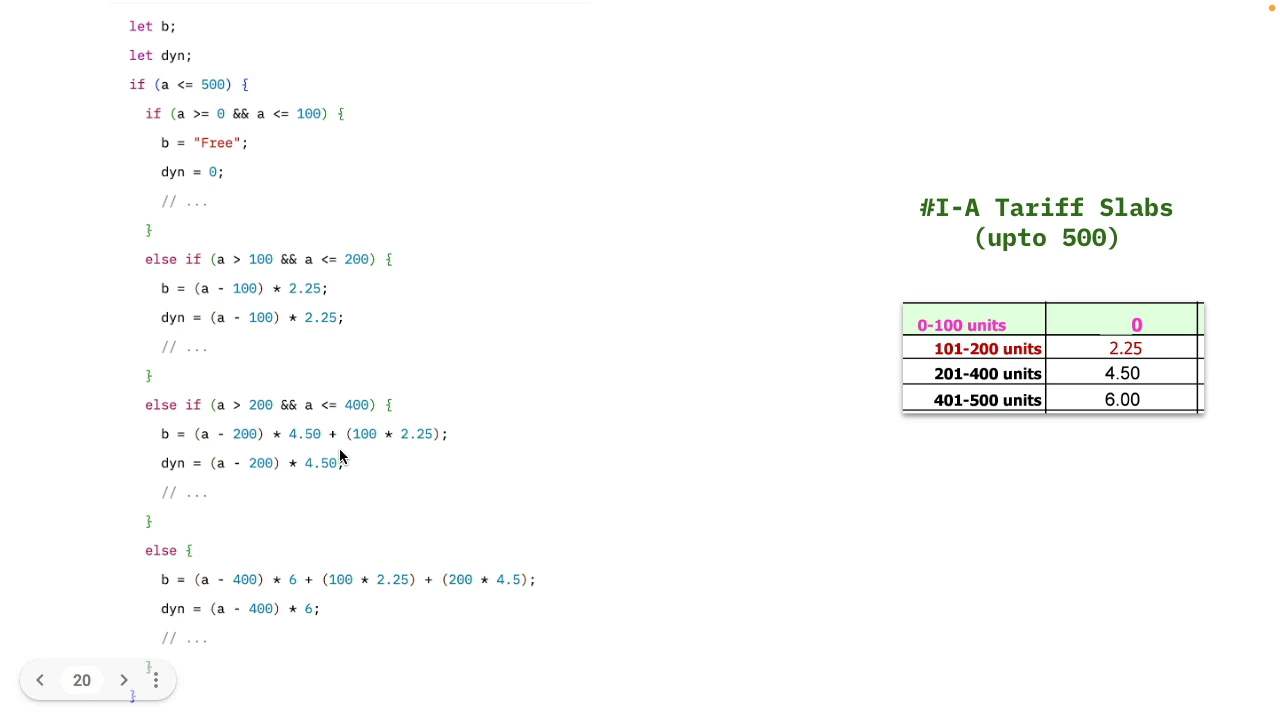 let b;
let dyn;
if (a <= 500) {
if (a >= 0 && a <= 100) {
b = "Free";
dyn = 0;
// ...
}
else if (a > 100 && a <= 200) {
b = (a - 100) * 2.25;
dyn = (a - 100) * 2.25;
// ...
}
else if (a > 200 && a <= 400) {
b = (a - 200) * 4.50 + (100 * 2.25);
dyn = (a - 200) * 4.50;
// ...
}
else {
b = (a - 400) * 6 + (100 * 2.25) + (200 * 4.5);
dyn = (a - 400) * 6;
// ...
}
}
#I-A Tariff Slabs
(upto 500)
0-100 units 0
101-200 units 2.25
201-400 units 4.50
401-500 units 6.00
20